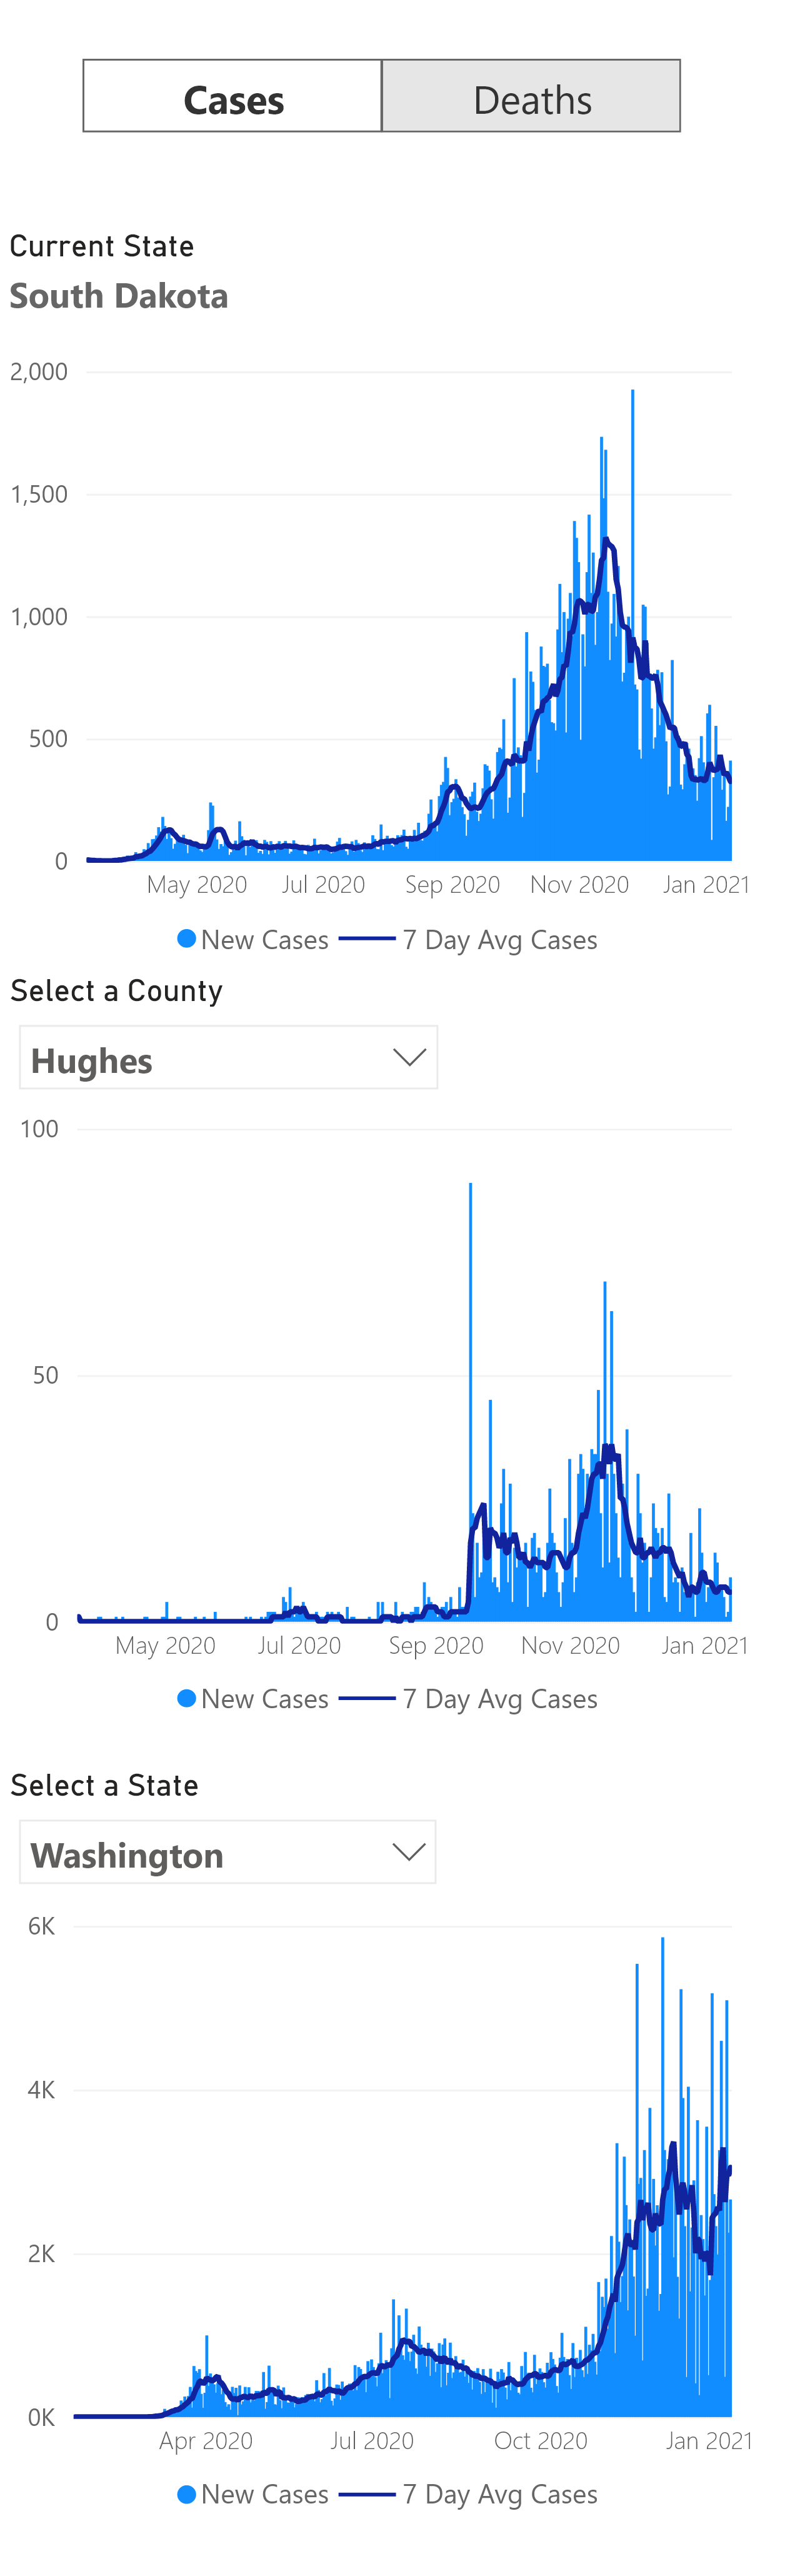 Cases Deaths
Current State
South Dakota
2,000
1,500
1,000
500
0
May 2020 Jul 2020 Sep 2020 Nov 2020 Jan 2021
New Cases 7 Day Avg Cases
Select a County
Hughes
100
50
0
May 2020 Jul 2020 Sep 2020 Nov 2020 Jan 2021
New Cases 7 Day Avg Cases
Select a State
Washington
6K
4K
2K
0K
Apr 2020 Jul 2020 Oct 2020 Jan 2021
New Cases 7 Day Avg Cases